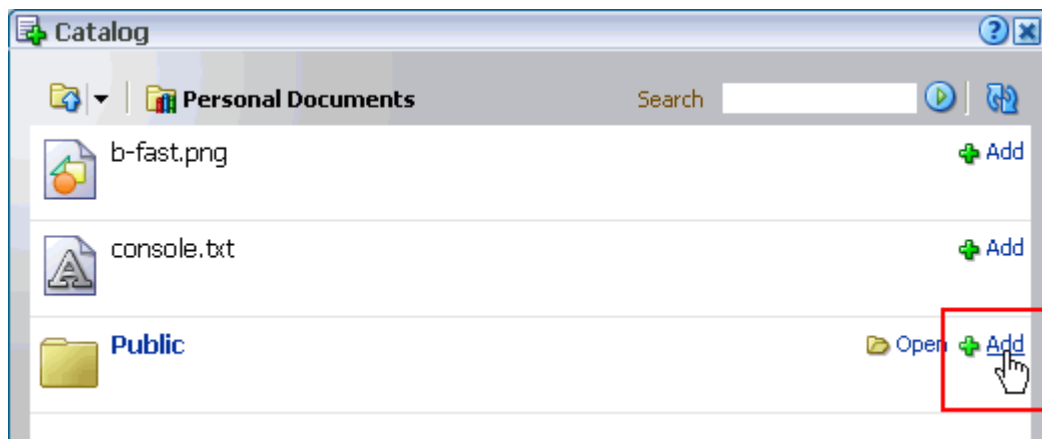 Catalog
Personal Documents Search
b-fast.png Add
console.txt Add
Public Open Add